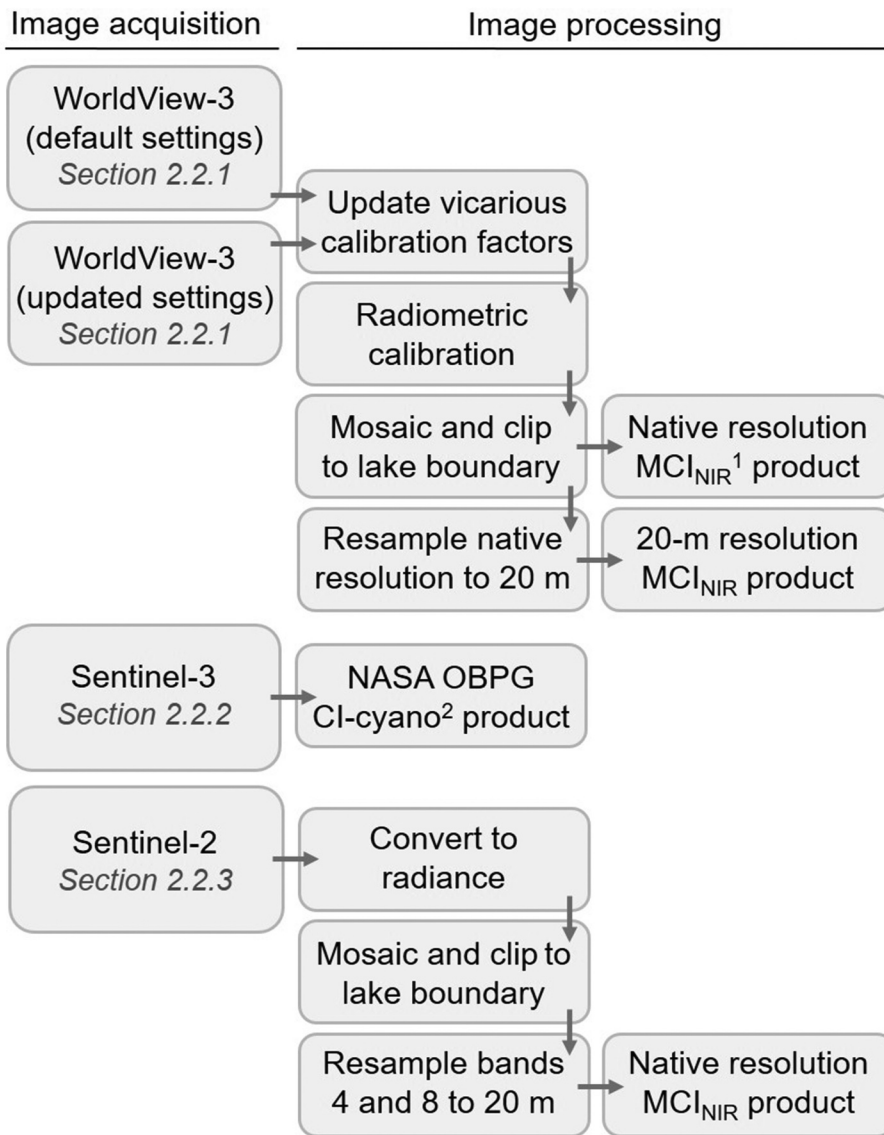 Image acquisition
Image processing
WorldView-3
(default settings)
Section 2.2.1
WorldView-3
(updated settings)
Section 2.2.1
Update vicarious
calibration factors
Radiometric
calibration
Mosaic and clip
to lake boundary
Native resolution
MCI_NIR¹ product
Resample native
resolution to 20 m
20-m resolution
MCI_NIR product
Sentinel-3
Section 2.2.2
NASA OBPG
CI-cyano² product
Sentinel-2
Section 2.2.3
Convert to
radiance
Mosaic and clip to
lake boundary
Resample bands
4 and 8 to 20 m
Native resolution
MCI_NIR product